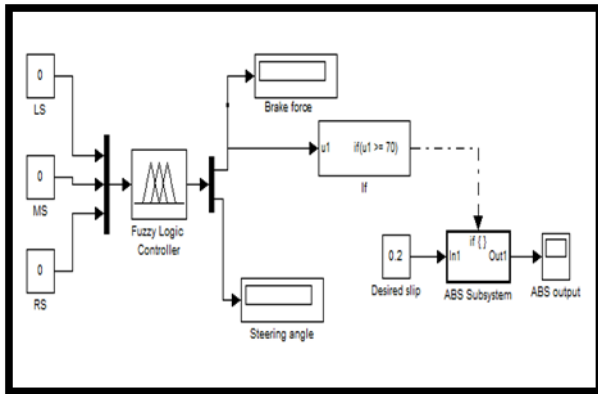 0
LS
0
MS
0
RS
Fuzzy Logic
Controller
Brake force
Steering angle
u1
if(u1 >= 70)
If
0.2
Desired slip
if { }
In1
Out1
ABS Subsystem
ABS output